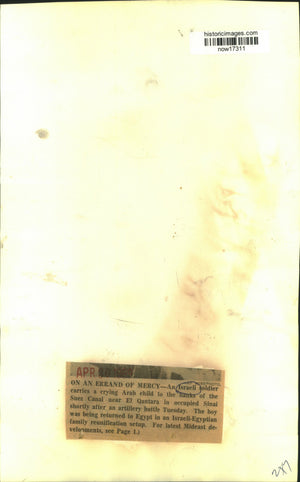 historicimages.com
now17311
APR
ON AN ERRAND OF MERCY—An Israeli soldier
carries a crying Arab child to the banks of the
Suez Canal near El Qantara in occupied Sinai
shortly after an artillery battle Tuesday. The boy
was being returned to Egypt in an Israeli-Egyptian
family reunification setup. For latest Mideast de-
velopments, see Page 1.)